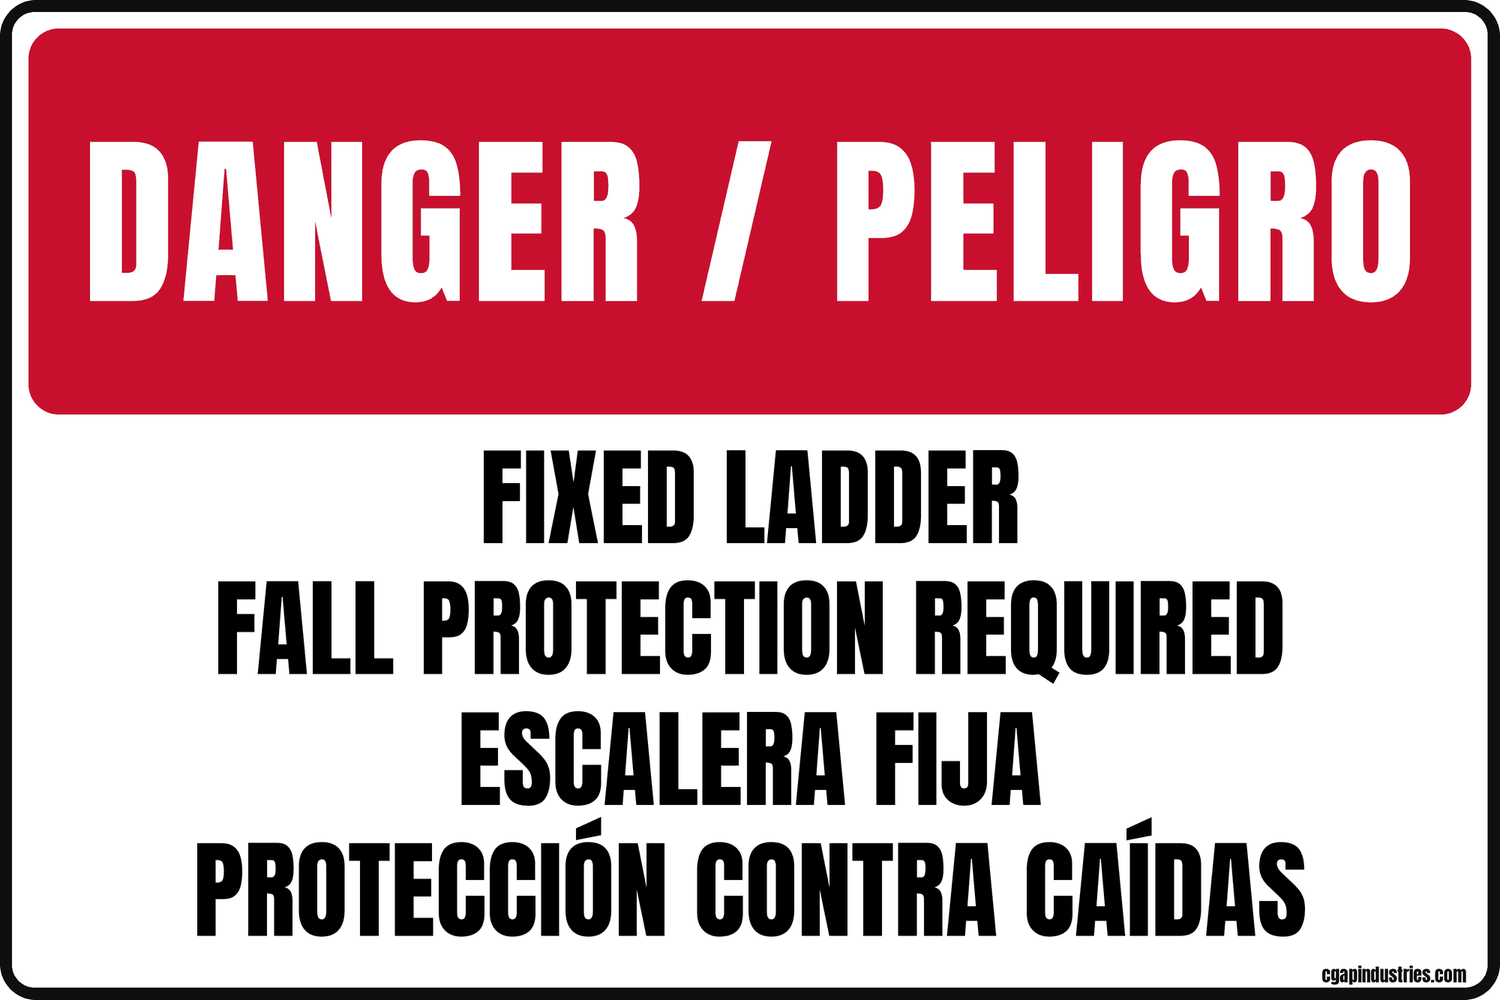 DANGER / PELIGRO
FIXED LADDER
FALL PROTECTION REQUIRED
ESCALERA FIJA
PROTECCIÓN CONTRA CAÍDAS
cgapindustries.com